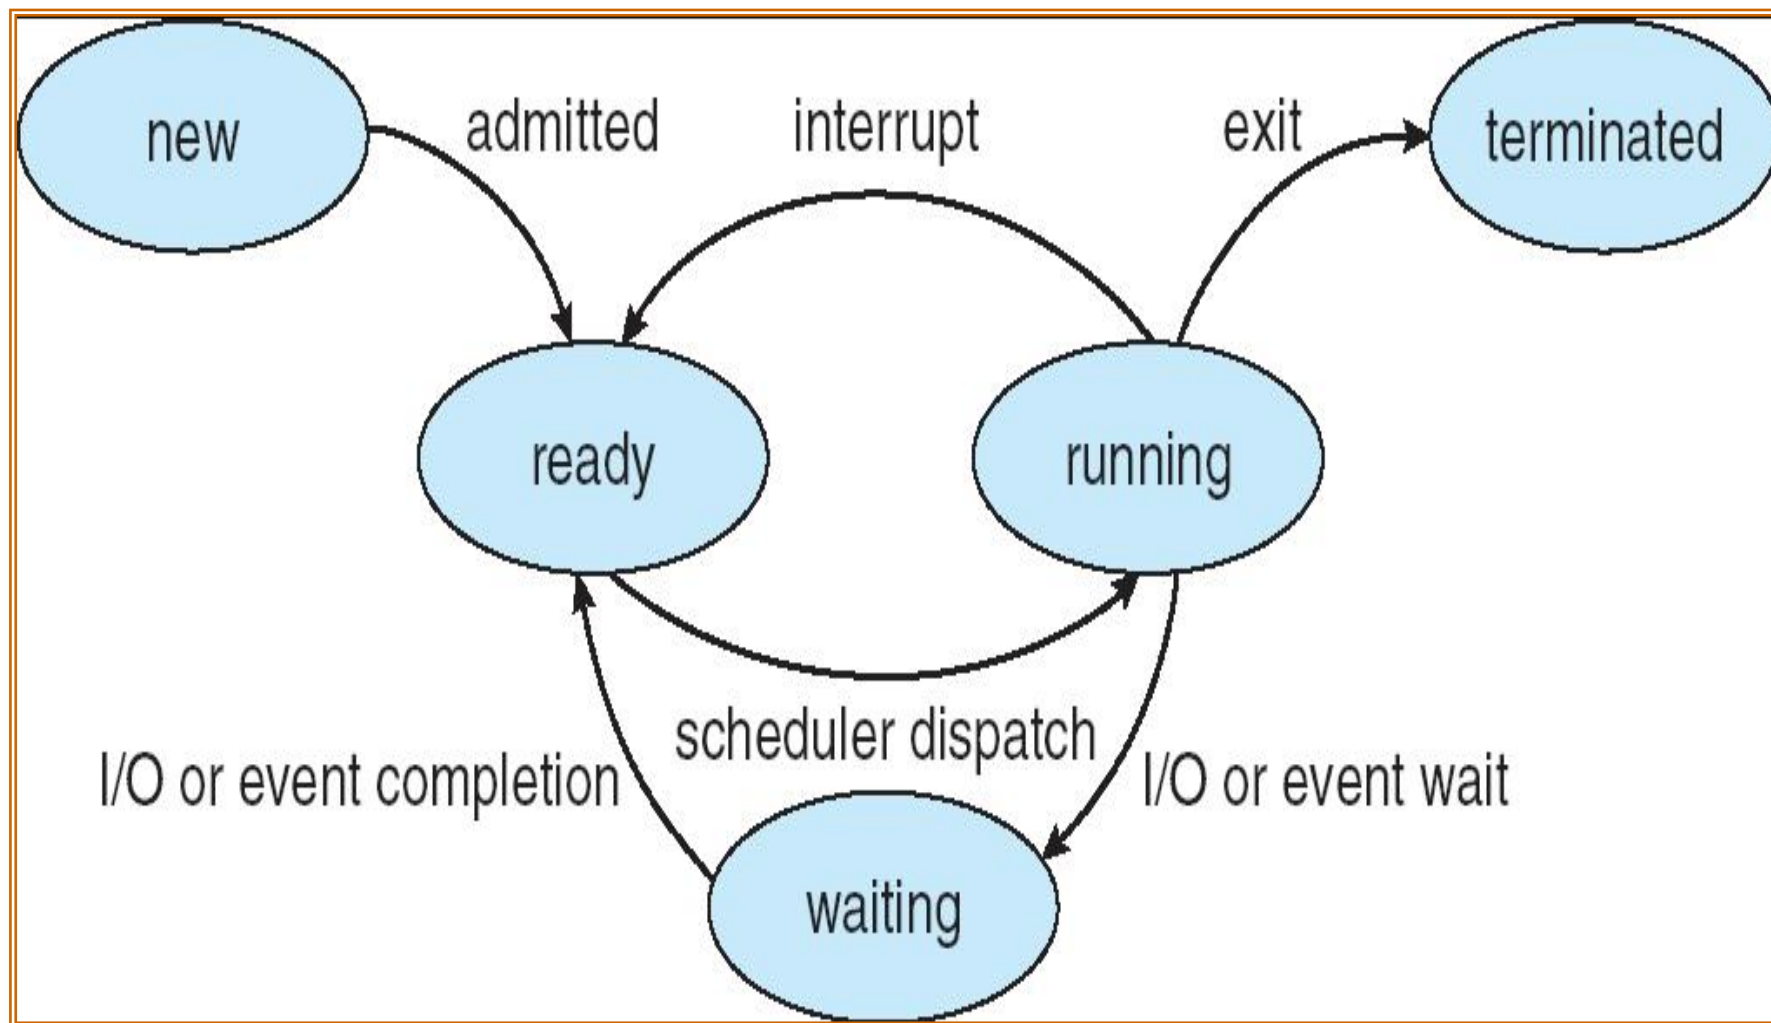 new
admitted
interrupt
exit
terminated
ready
running
scheduler dispatch
I/O or event completion
I/O or event wait
waiting